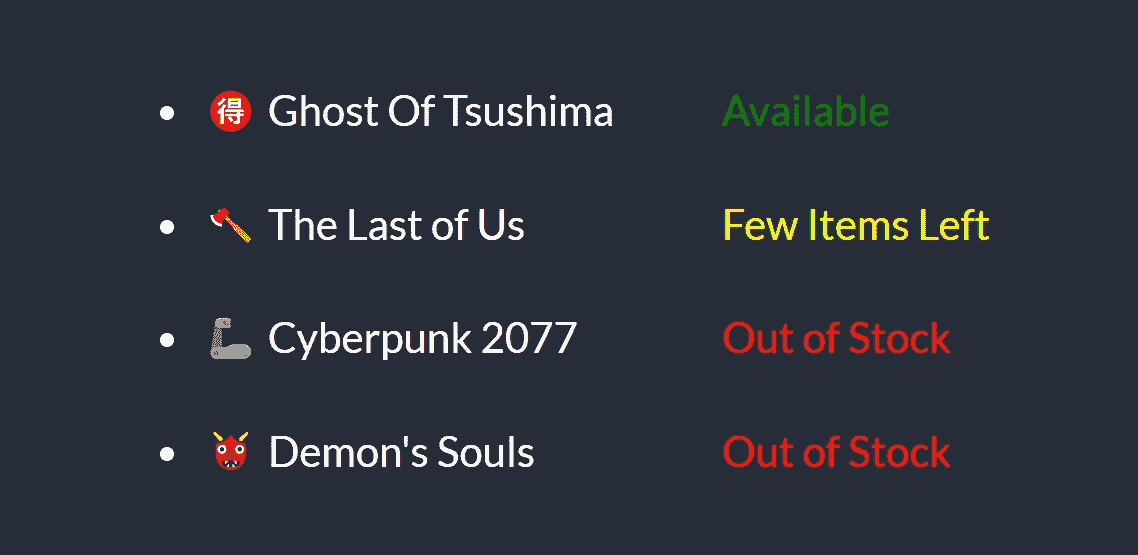 • 得 Ghost Of Tsushima Available
• The Last of Us Few Items Left
• Cyberpunk 2077 Out of Stock
• Demon's Souls Out of Stock